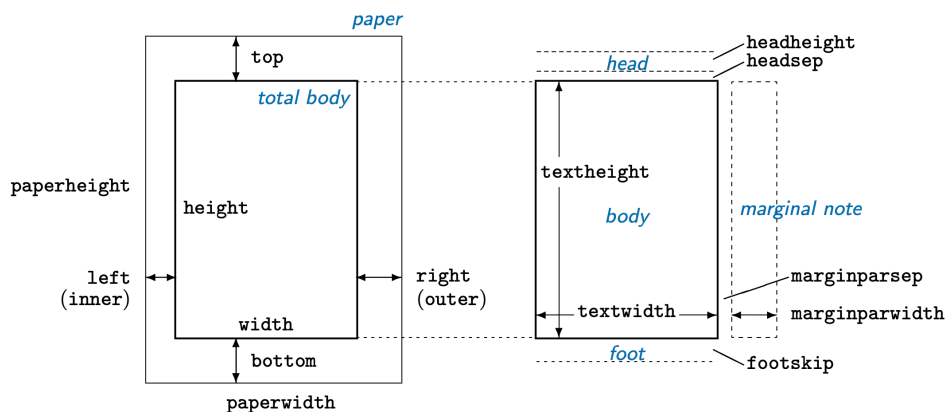 paper
top
total body
paperheight
height
left
(inner)
right
(outer)
width
bottom
paperwidth
headheight
head
headsep
textheight
body
marginal note
marginparsep
textwidth
marginparwidth
foot
footskip